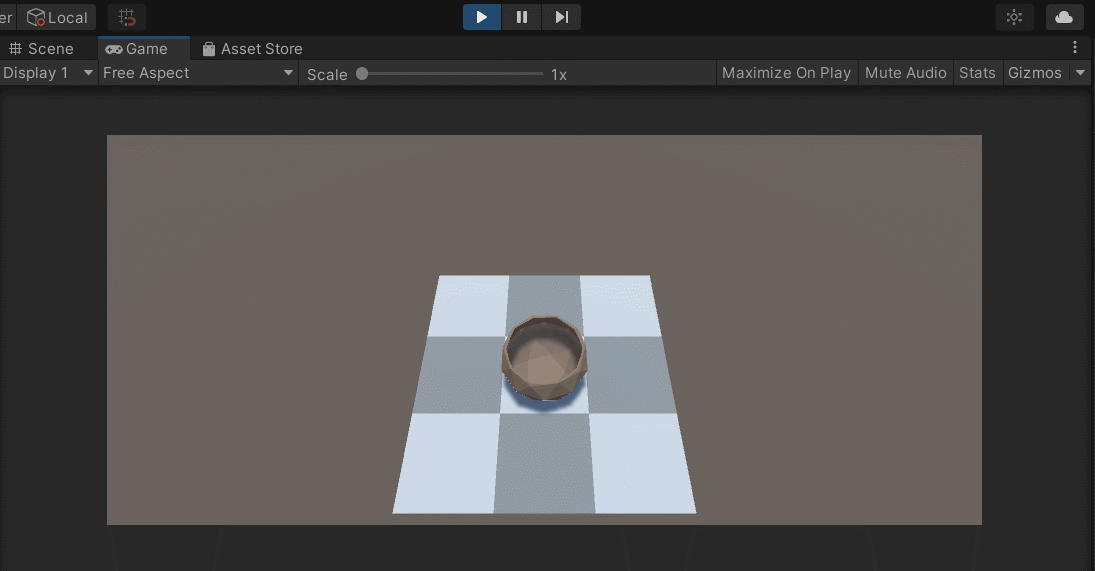 er Local
Scene Game Asset Store
Display 1 Free Aspect Scale 1x Maximize On Play Mute Audio Stats Gizmos